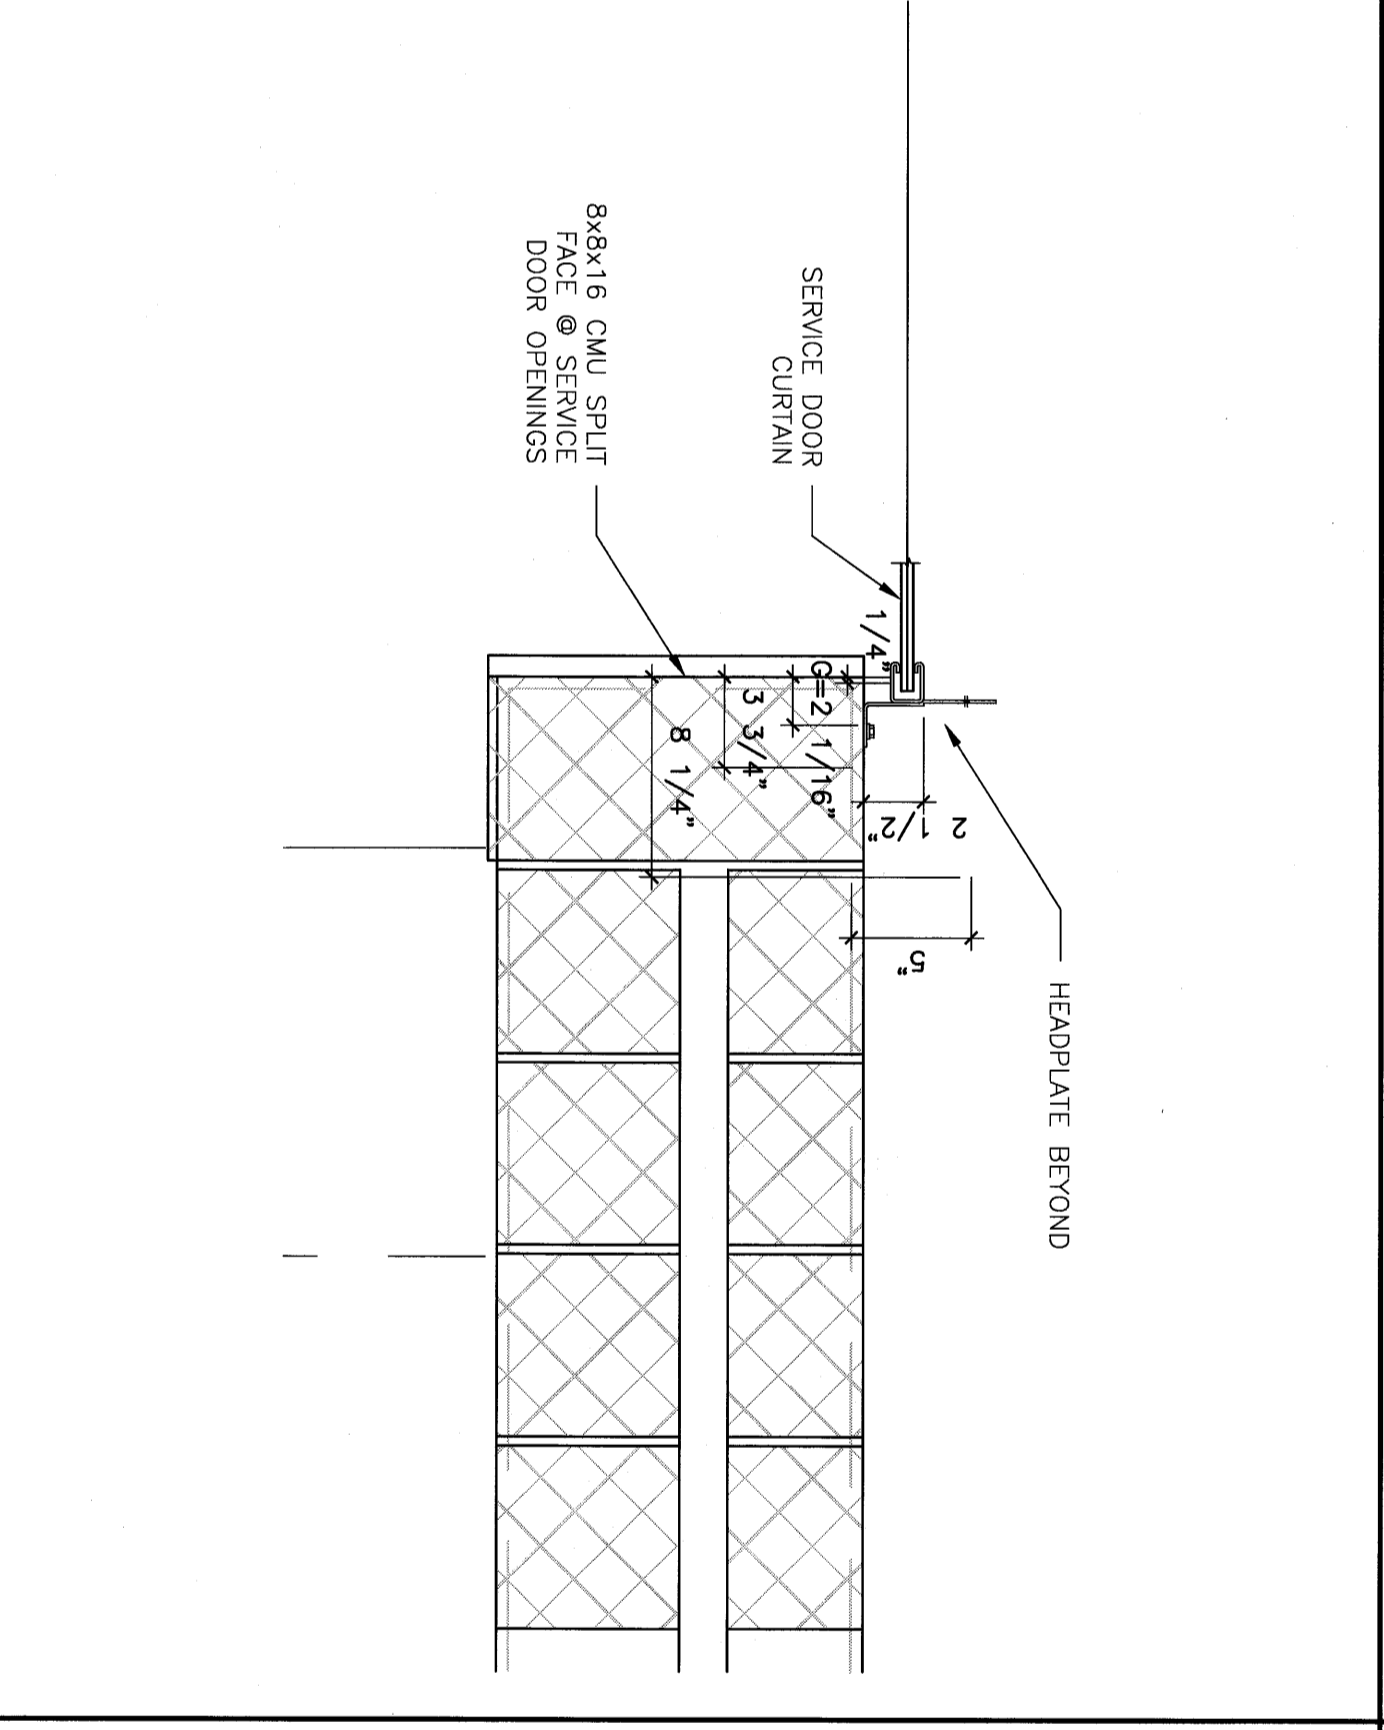 HEADPLATE BEYOND
5"
2
1/2"
1/4"
SERVICE DOOR
CURTAIN
G=2 1/16"
3 3/4"
8 1/4"
8x8x16 CMU SPLIT
FACE @ SERVICE
DOOR OPENINGS